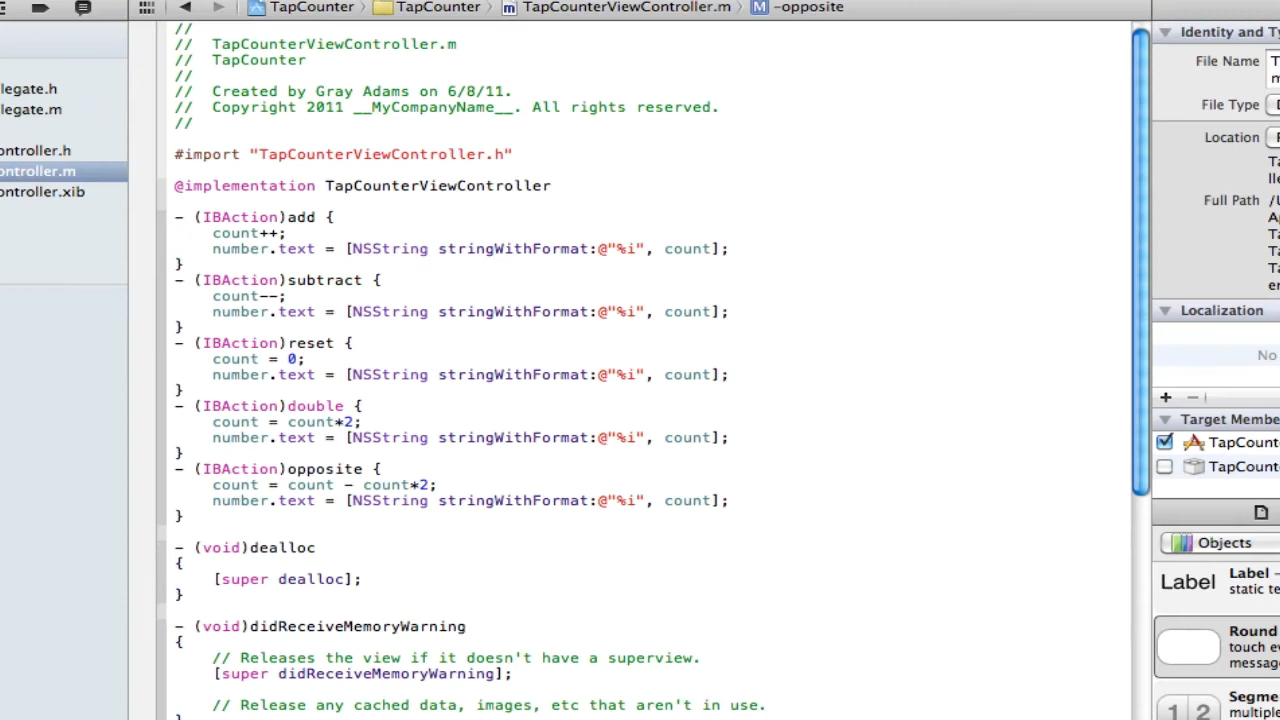 TapCounter
TapCounter
TapCounterViewController.m
M -opposite
legate.h
legate.m
ontroller.h
ontroller.m
ontroller.xib
//
//  TapCounterViewController.m
//  TapCounter
//
//  Created by Gray Adams on 6/8/11.
//  Copyright 2011 __MyCompanyName__. All rights reserved.
//
#import "TapCounterViewController.h"
@implementation TapCounterViewController
- (IBAction)add {
    count++;
    number.text = [NSString stringWithFormat:@"%i", count];
}
- (IBAction)subtract {
    count--;
    number.text = [NSString stringWithFormat:@"%i", count];
}
- (IBAction)reset {
    count = 0;
    number.text = [NSString stringWithFormat:@"%i", count];
}
- (IBAction)double {
    count = count*2;
    number.text = [NSString stringWithFormat:@"%i", count];
}
- (IBAction)opposite {
    count = count - count*2;
    number.text = [NSString stringWithFormat:@"%i", count];
}
- (void)dealloc
{
    [super dealloc];
}
- (void)didReceiveMemoryWarning
{
    // Releases the view if it doesn't have a superview.
    [super didReceiveMemoryWarning];
    // Release any cached data, images, etc that aren't in use.
Identity and Ty
File Name
File Type
Location
Full Path
Localization
No
+ -
Target Membe
TapCount
TapCount
Objects
Label
Label -
static te
Round
touch ev
message
1 2
Segme
multiple